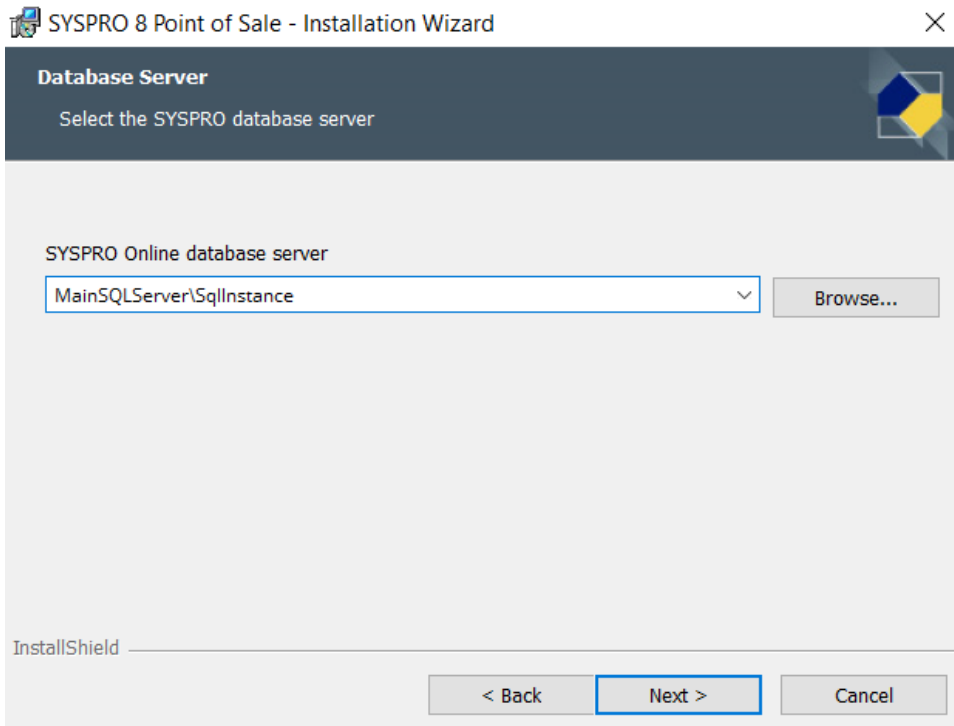 SYSPRO 8 Point of Sale - Installation Wizard
Database Server
Select the SYSPRO database server
SYSPRO Online database server
MainSQLServer\SqlInstance
Browse...
InstallShield
< Back
Next >
Cancel